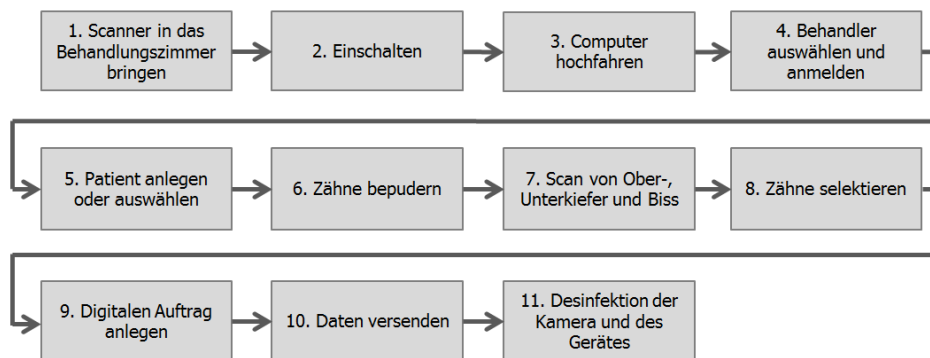 1. Scanner in das
Behandlungszimmer
bringen
2. Einschalten
3. Computer
hochfahren
4. Behandler
auswählen und
anmelden
5. Patient anlegen
oder auswählen
6. Zähne bepudern
7. Scan von Ober-,
Unterkiefer und Biss
8. Zähne selektieren
9. Digitalen Auftrag
anlegen
10. Daten versenden
11. Desinfektion der
Kamera und des
Gerätes